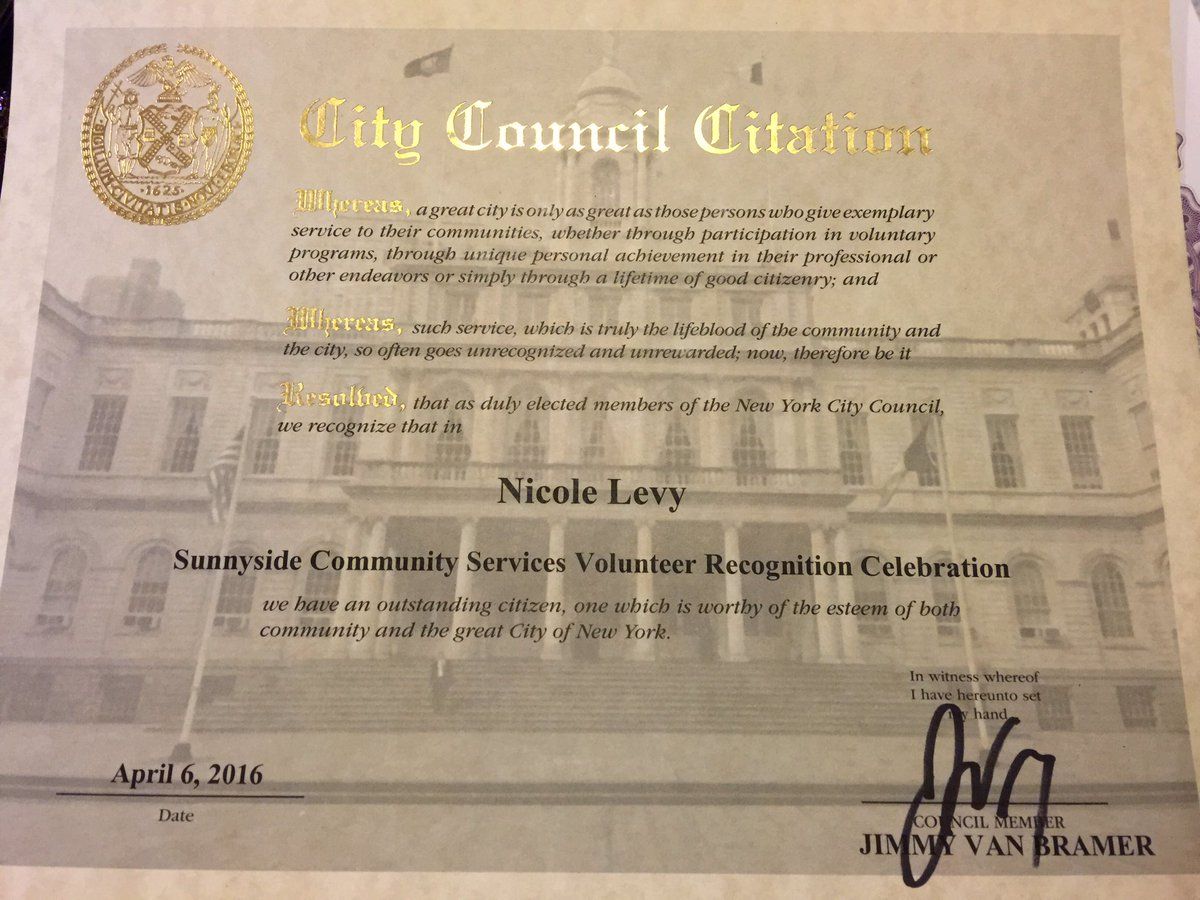 City Council Citation
SIGILLUM CIVITATIS NOVI EBORACI
1625
Whereas, a great city is only as great as those persons who give exemplary
service to their communities, whether through participation in voluntary
programs, through unique personal achievement in their professional or
other endeavors or simply through a lifetime of good citizenry; and
Whereas, such service, which is truly the lifeblood of the community and
the city, so often goes unrecognized and unrewarded; now, therefore be it
Resolved, that as duly elected members of the New York City Council,
we recognize that in
Nicole Levy
Sunnyside Community Services Volunteer Recognition Celebration
we have an outstanding citizen, one which is worthy of the esteem of both
community and the great City of New York.
In witness whereof
I have hereunto set
my hand
April 6, 2016
Date
COUNCIL MEMBER
JIMMY VAN BRAMER